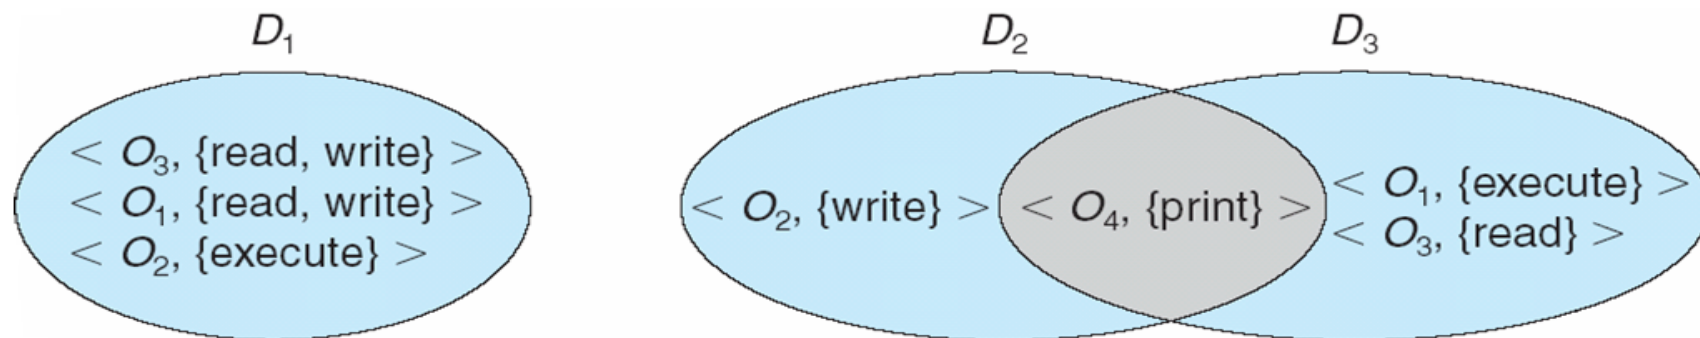 D₁
D₂
D₃
< O₃, {read, write} >
< O₁, {read, write} >
< O₂, {execute} >
< O₂, {write} >
< O₄, {print} >
< O₁, {execute} >
< O₃, {read} >